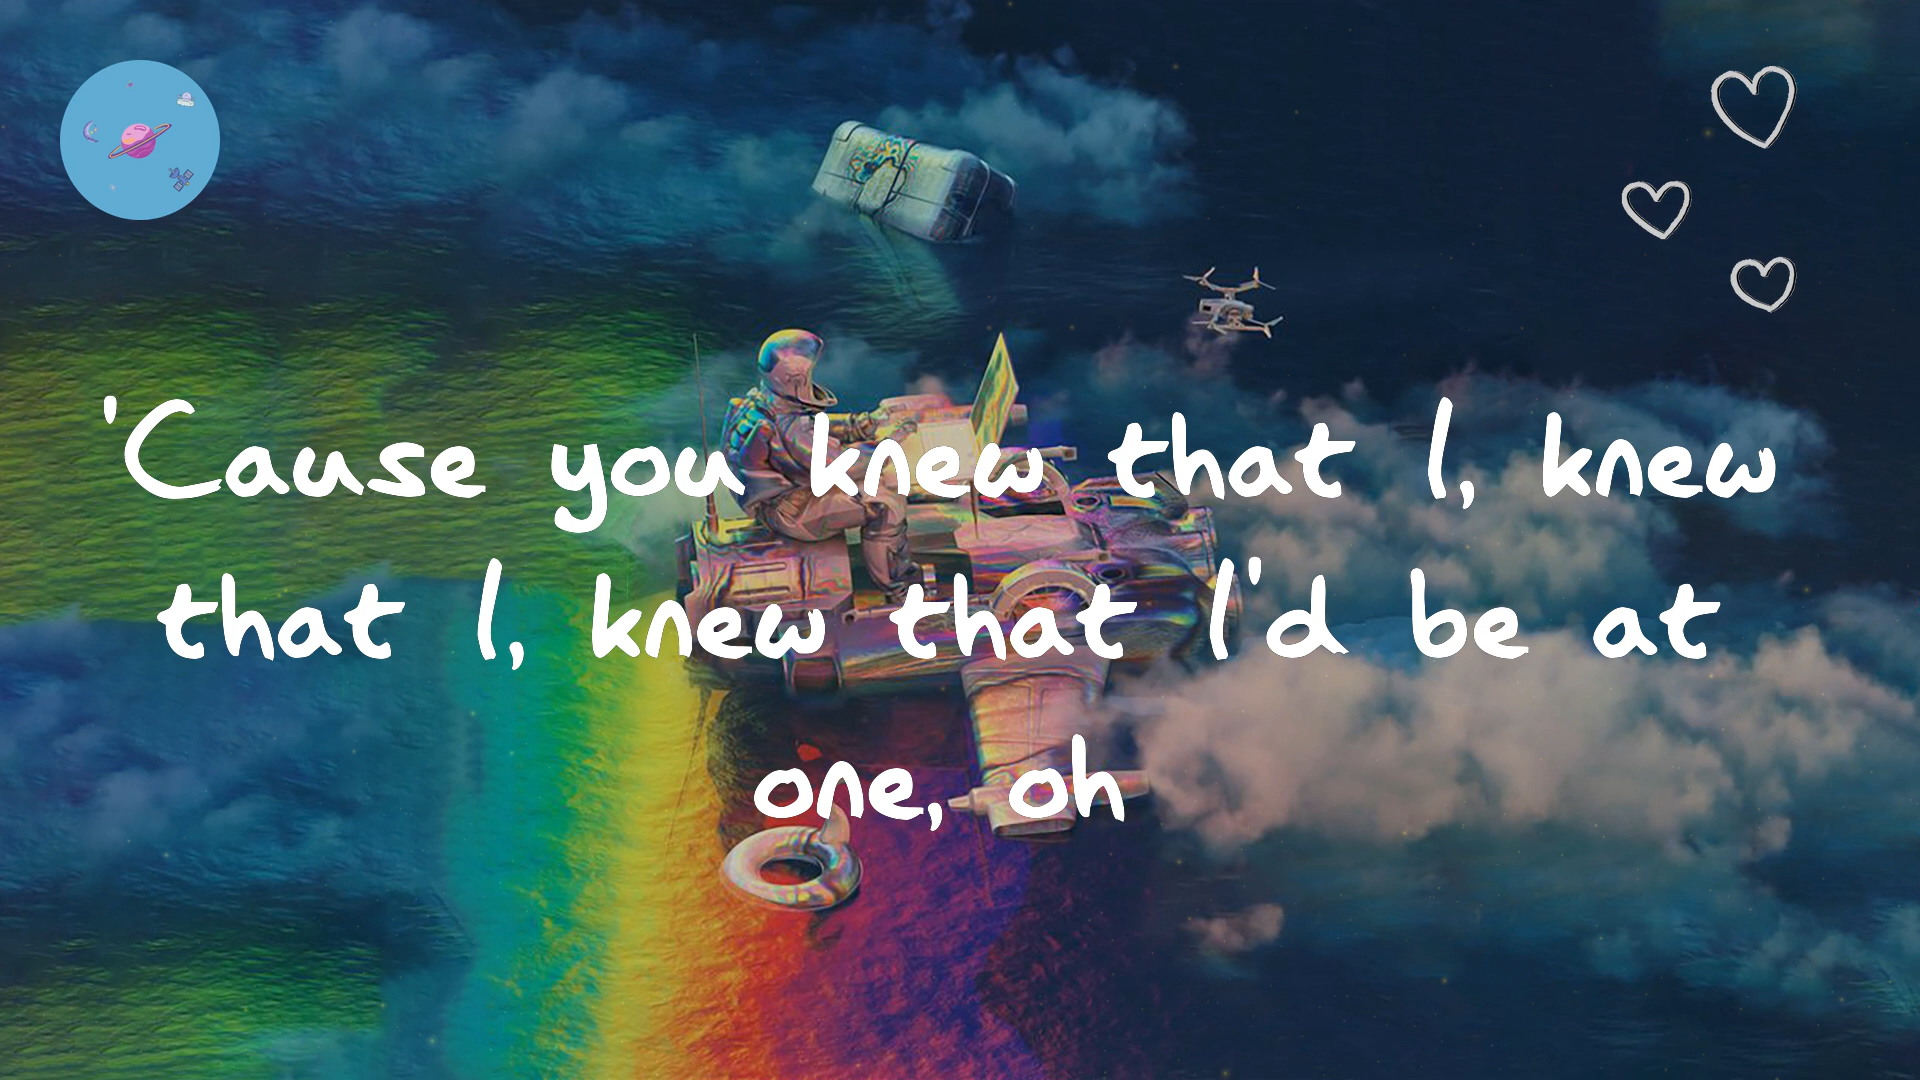 'Cause you knew that I, knew
that I, knew that I'd be at
one, oh